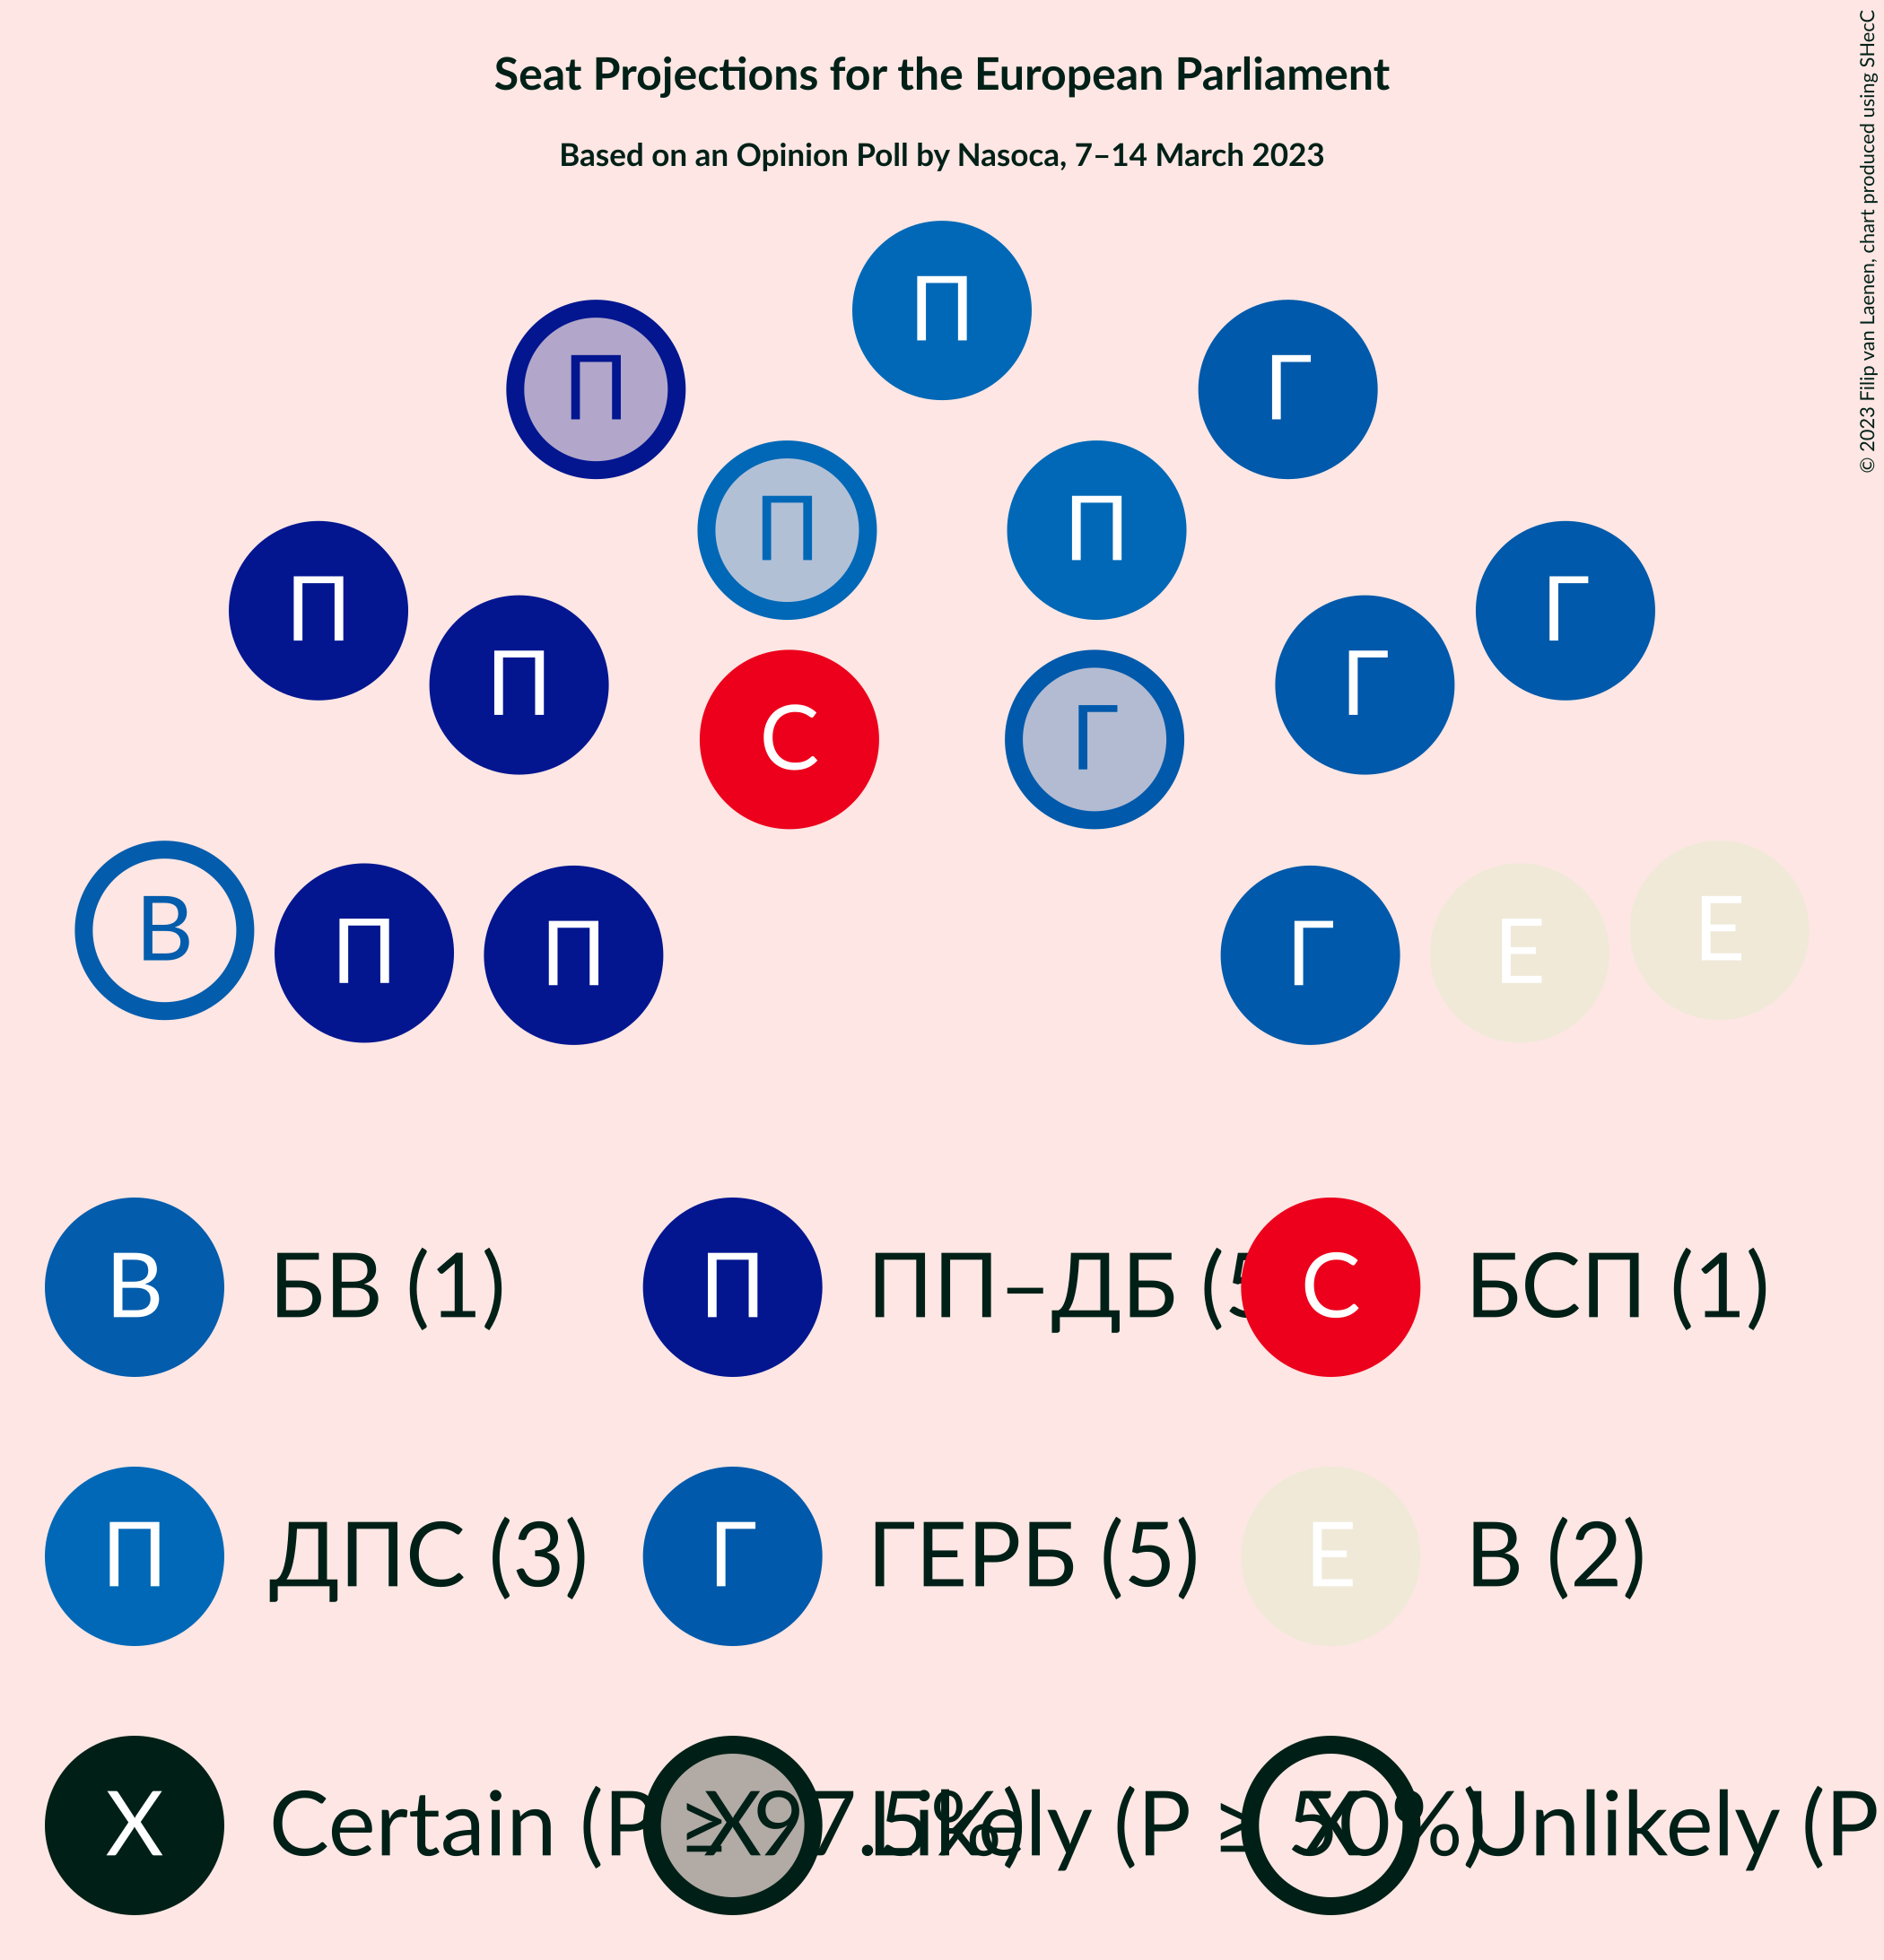 Seat Projections for the European Parliament
Based on an Opinion Poll by Nasoca, 7–14 March 2023
© 2023 Filip van Laenen, chart produced using SHecC
П
П Г
П П
П Г
П Г
С Г
В Е
П Е
П Г
В БВ (1) П ПП–ДБ (5 С БСП (1)
П ДПС (3) Г ГЕРБ (5) Е В (2)
X Certain (P ≥ 97.5%) X Likely (P ≥ 50%) X Unlikely (P